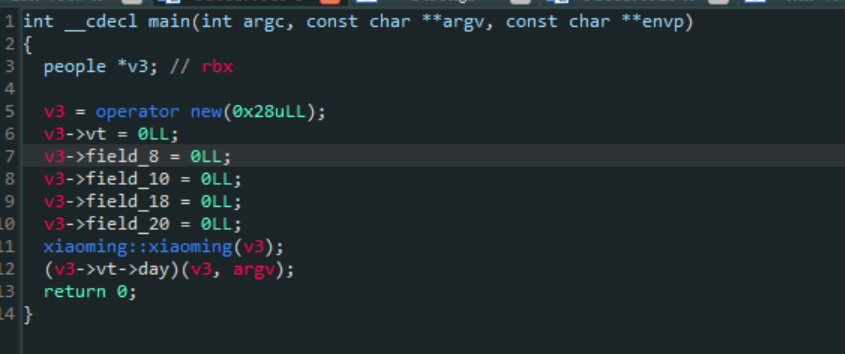 1 int __cdecl main(int argc, const char **argv, const char **envp)
2 {
3 people *v3; // rbx
4
5 v3 = operator new(0x28uLL);
6 v3->vt = 0LL;
7 v3->field_8 = 0LL;
8 v3->field_10 = 0LL;
9 v3->field_18 = 0LL;
10 v3->field_20 = 0LL;
11 xiaoming::xiaoming(v3);
12 (v3->vt->day)(v3, argv);
13 return 0;
14 }